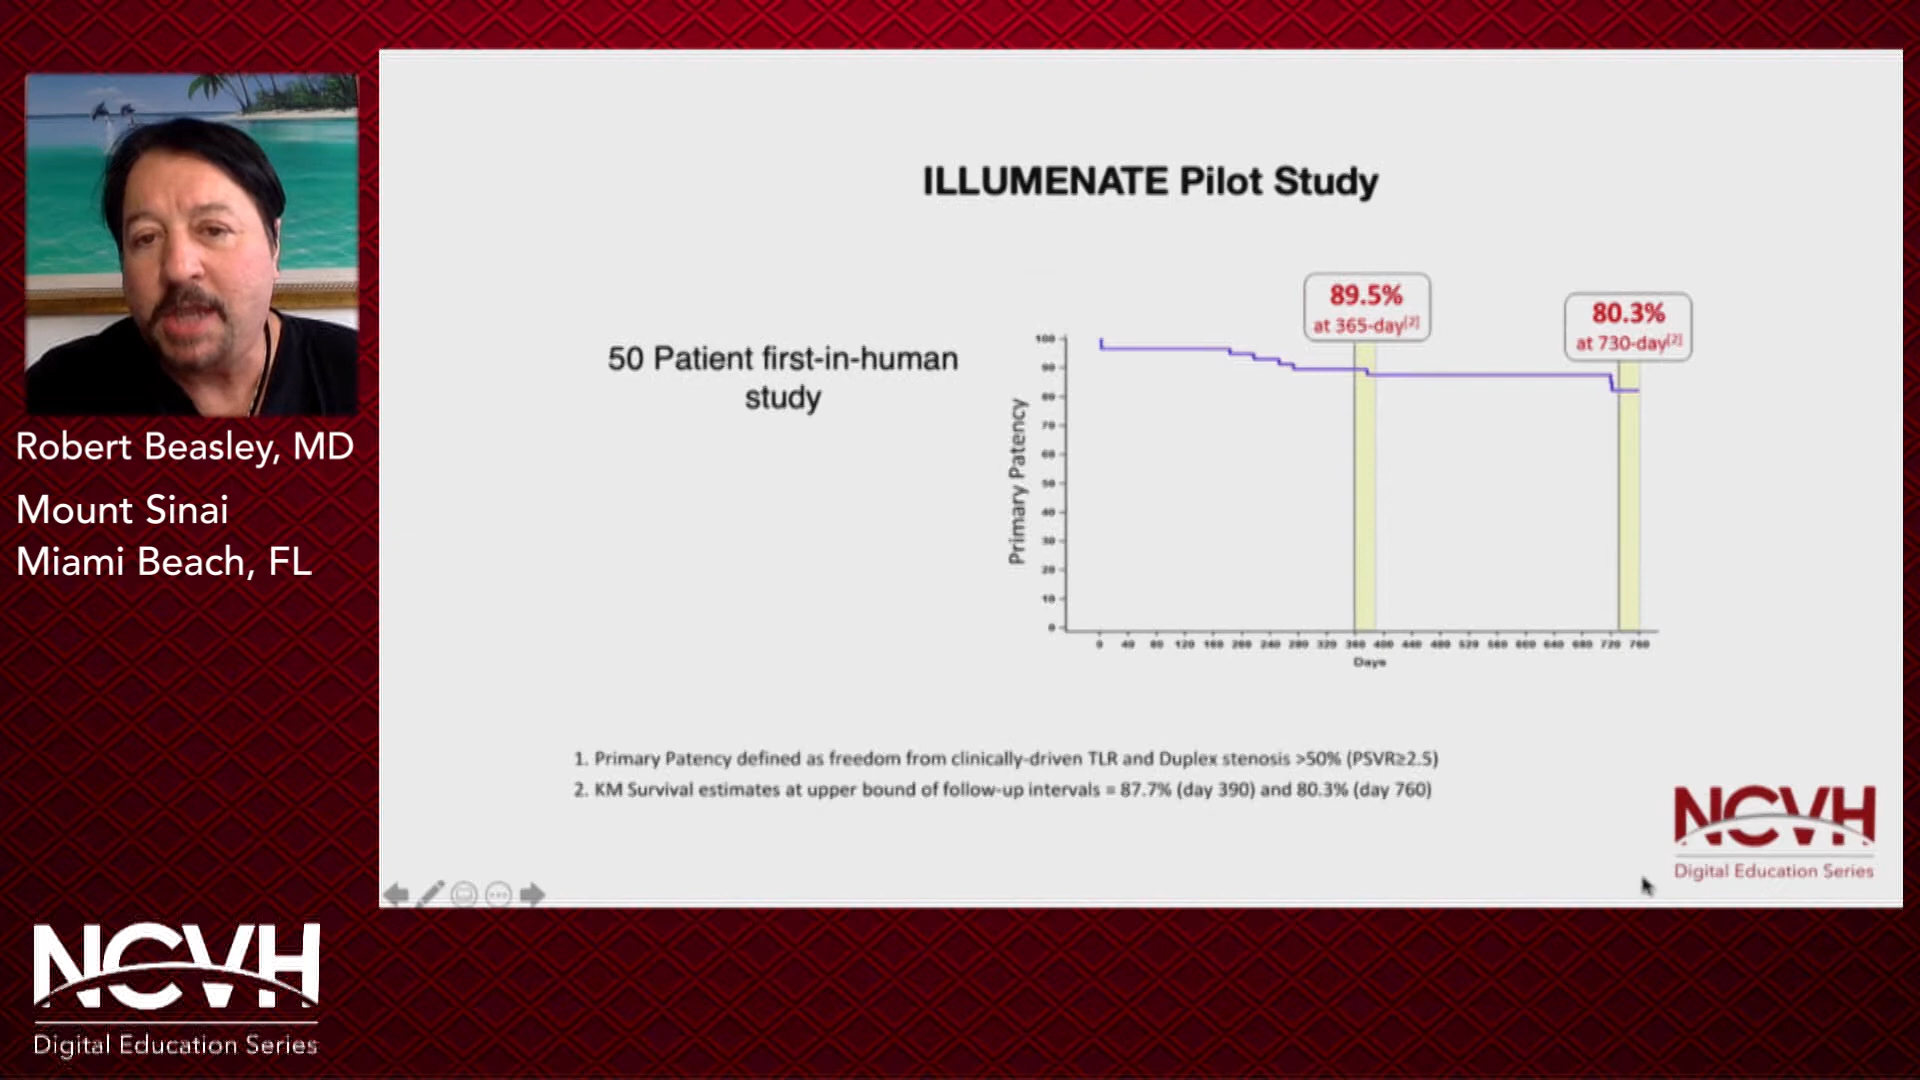 Robert Beasley, MD
Mount Sinai
Miami Beach, FL
NCVH
Digital Education Series
ILLUMENATE Pilot Study
50 Patient first-in-human
study
89.5%
at 365-day[2]
80.3%
at 730-day[2]
Primary Patency
100
90
80
70
60
50
40
30
20
10
0
0 40 80 120 160 200 240 280 320 360 400 440 480 520 560 600 640 680 720 760
Days
1. Primary Patency defined as freedom from clinically-driven TLR and Duplex stenosis >50% (PSVR≥2.5)
2. KM Survival estimates at upper bound of follow-up intervals = 87.7% (day 390) and 80.3% (day 760)
NCVH
Digital Education Series